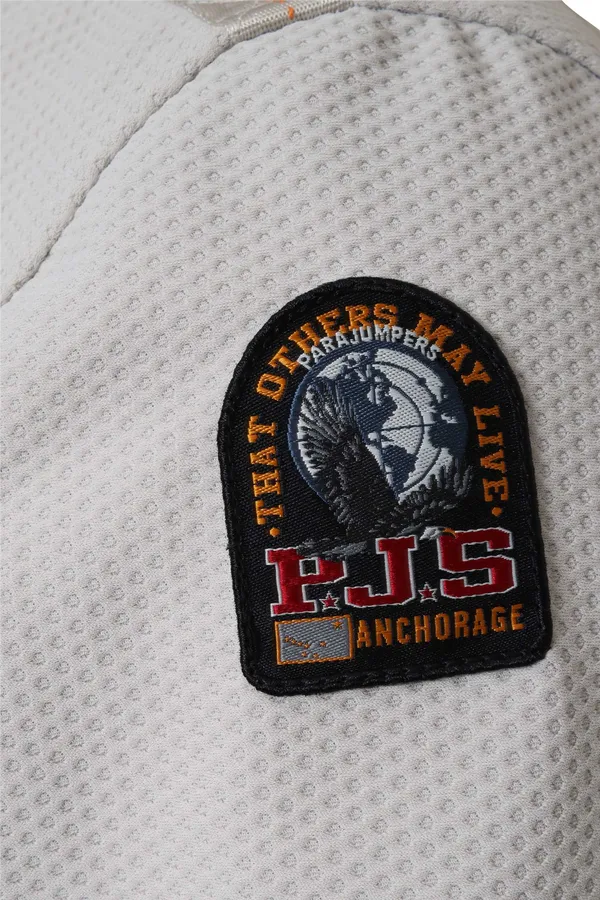 ·THAT OTHERS MAY LIVE·
PARAJUMPERS
P.J.S
ANCHORAGE